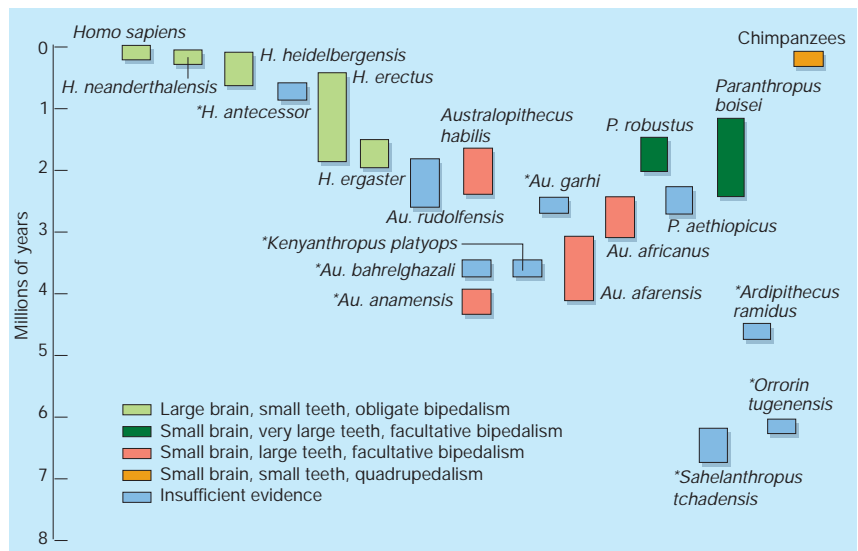 Homo sapiens
H. neanderthalensis
H. heidelbergensis
H. erectus
*H. antecessor
H. ergaster
Australopithecus
habilis
Au. rudolfensis
*Au. garhi
P. robustus
Chimpanzees
Paranthropus
boisei
P. aethiopicus
*Kenyanthropus platyops
*Au. bahrelghazali
*Au. anamensis
Au. africanus
Au. afarensis
*Ardipithecus
ramidus
*Orrorin
tugenensis
*Sahelanthropus
tchadensis
Millions of years
0
1
2
3
4
5
6
7
8
Large brain, small teeth, obligate bipedalism
Small brain, very large teeth, facultative bipedalism
Small brain, large teeth, facultative bipedalism
Small brain, small teeth, quadrupedalism
Insufficient evidence